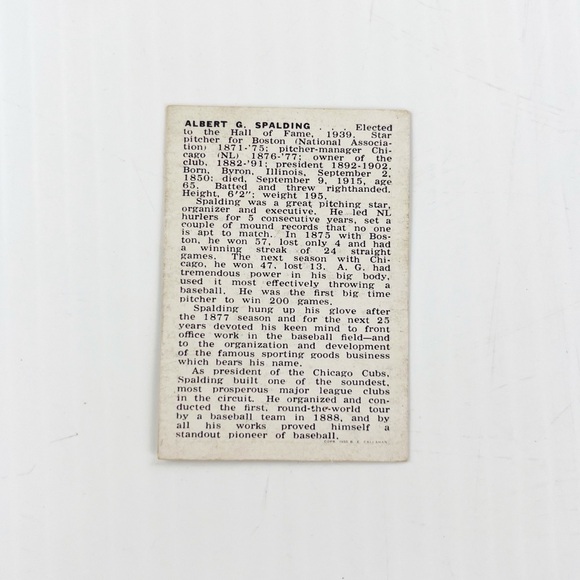 ALBERT G. SPALDING . . . Elected
to the Hall of Fame, 1939. Star
pitcher for Boston (National Associa-
tion) 1871-'75; pitcher-manager Chi-
cago (NL) 1876-'77; owner of the
club, 1882-'91; president 1892-1902.
Born, Byron, Illinois, September 2,
1850; died, September 9, 1915, age
65. Batted and threw righthanded.
Height, 6'2"; weight 195.
Spalding was a great pitching star,
organizer and executive. He led NL
hurlers for 5 consecutive years, set a
couple of mound records that no one
is apt to match. In 1875 with Bos-
ton, he won 57, lost only 4 and had
a winning streak of 24 straight
games. The next season with Chi-
cago, he won 47, lost 13. A. G. had
tremendous power in his big body,
used it most effectively throwing a
baseball. He was the first big time
pitcher to win 200 games.
Spalding hung up his glove after
the 1877 season and for the next 25
years devoted his keen mind to front
office work in the baseball field—and
to the organization and development
of the famous sporting goods business
which bears his name.
As president of the Chicago Cubs,
Spalding built one of the soundest,
most prosperous major league clubs
in the circuit. He organized and con-
ducted the first, round-the-world tour
by a baseball team in 1888, and by
all his works proved himself a
standout pioneer of baseball.
B. E. CALLAHAN